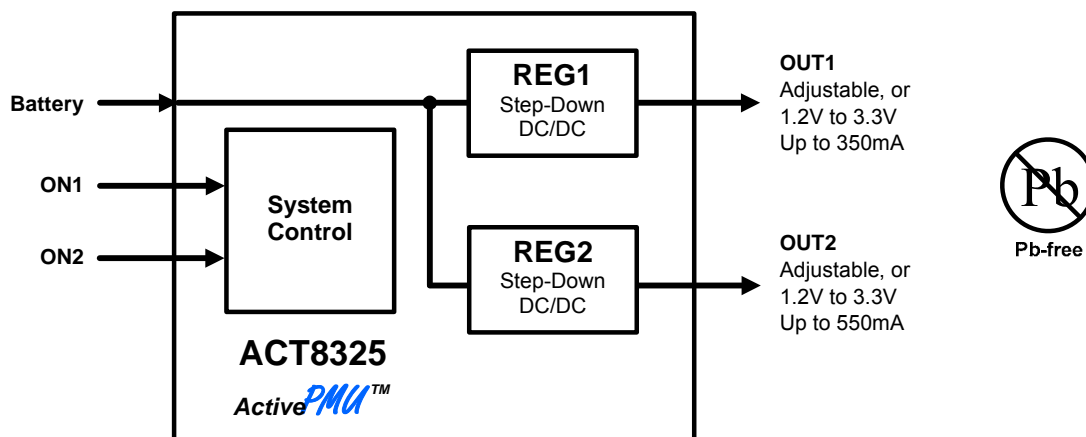 Battery
ON1
ON2
System
Control
REG1
Step-Down
DC/DC
REG2
Step-Down
DC/DC
ACT8325
ActivePMU™
OUT1
Adjustable, or
1.2V to 3.3V
Up to 350mA
OUT2
Adjustable, or
1.2V to 3.3V
Up to 550mA
Pb
Pb-free